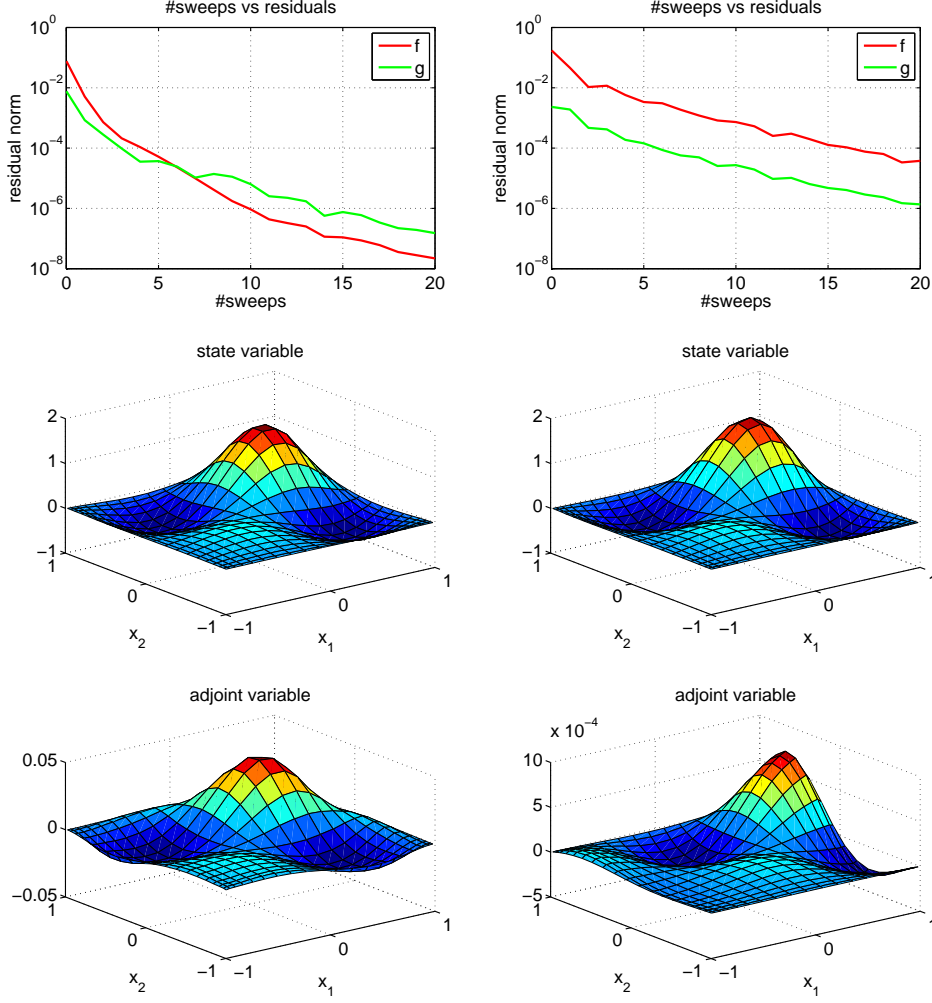 #sweeps vs residuals
10^0
10^−2
10^−4
10^−6
10^−8
residual norm
f
g
0
5
10
15
20
#sweeps
#sweeps vs residuals
10^0
10^−2
10^−4
10^−6
10^−8
residual norm
f
g
0
5
10
15
20
#sweeps
state variable
2
1
0
−1
1
0
−1
x_2
−1
0
1
x_1
state variable
2
1
0
−1
1
0
−1
x_2
−1
0
1
x_1
adjoint variable
0.05
0
−0.05
1
0
−1
x_2
−1
0
1
x_1
adjoint variable
x 10^−4
10
5
0
−5
1
0
−1
x_2
−1
0
1
x_1